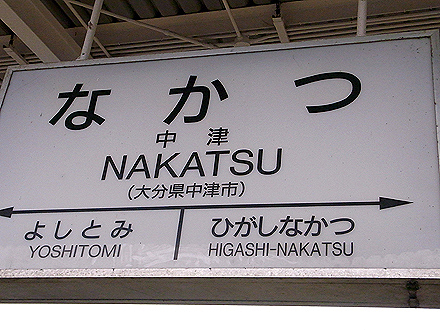 なかつ
中津
NAKATSU
(大分県中津市)
よしとみ ひがしなかつ
YOSHITOMI HIGASHI-NAKATSU